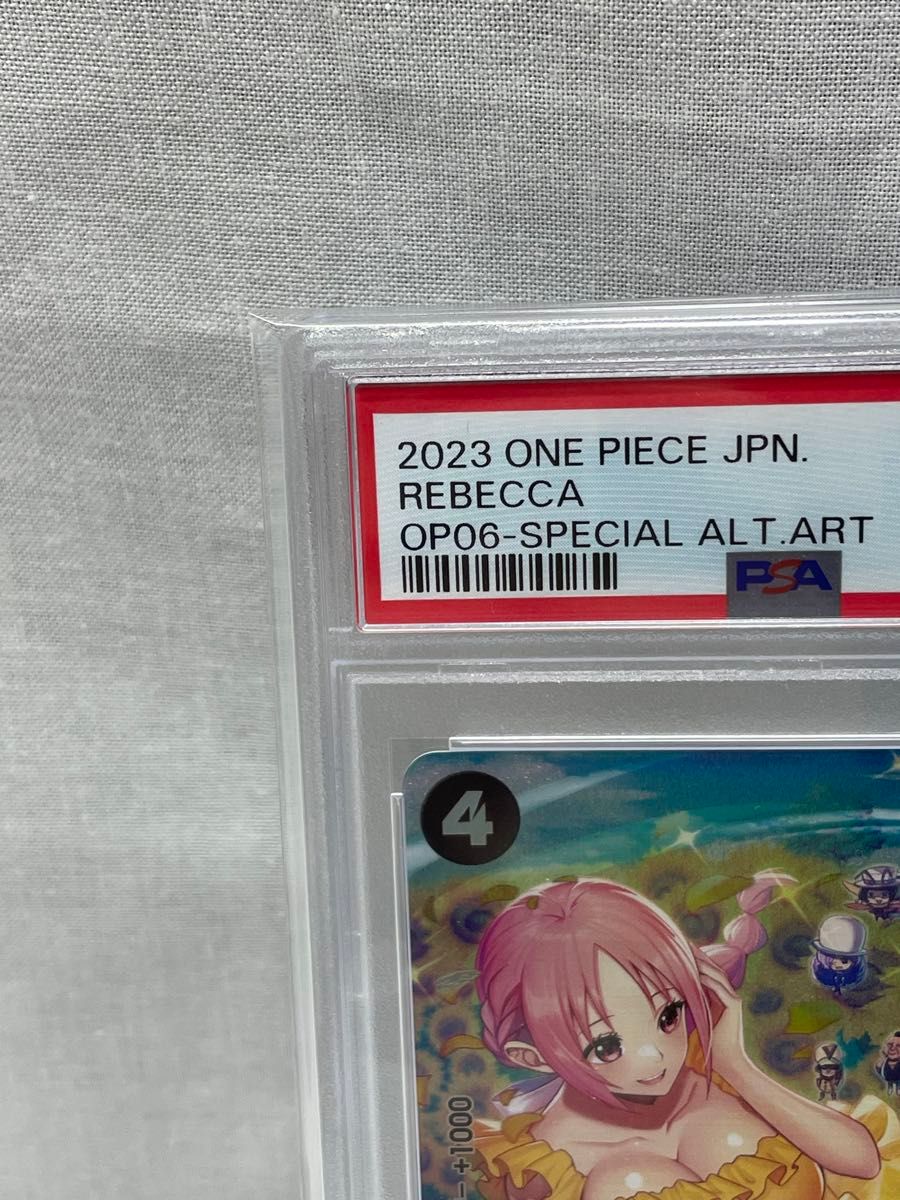 2023 ONE PIECE JPN.
REBECCA
OP06-SPECIAL ALT.ART
PSA
4
+1000